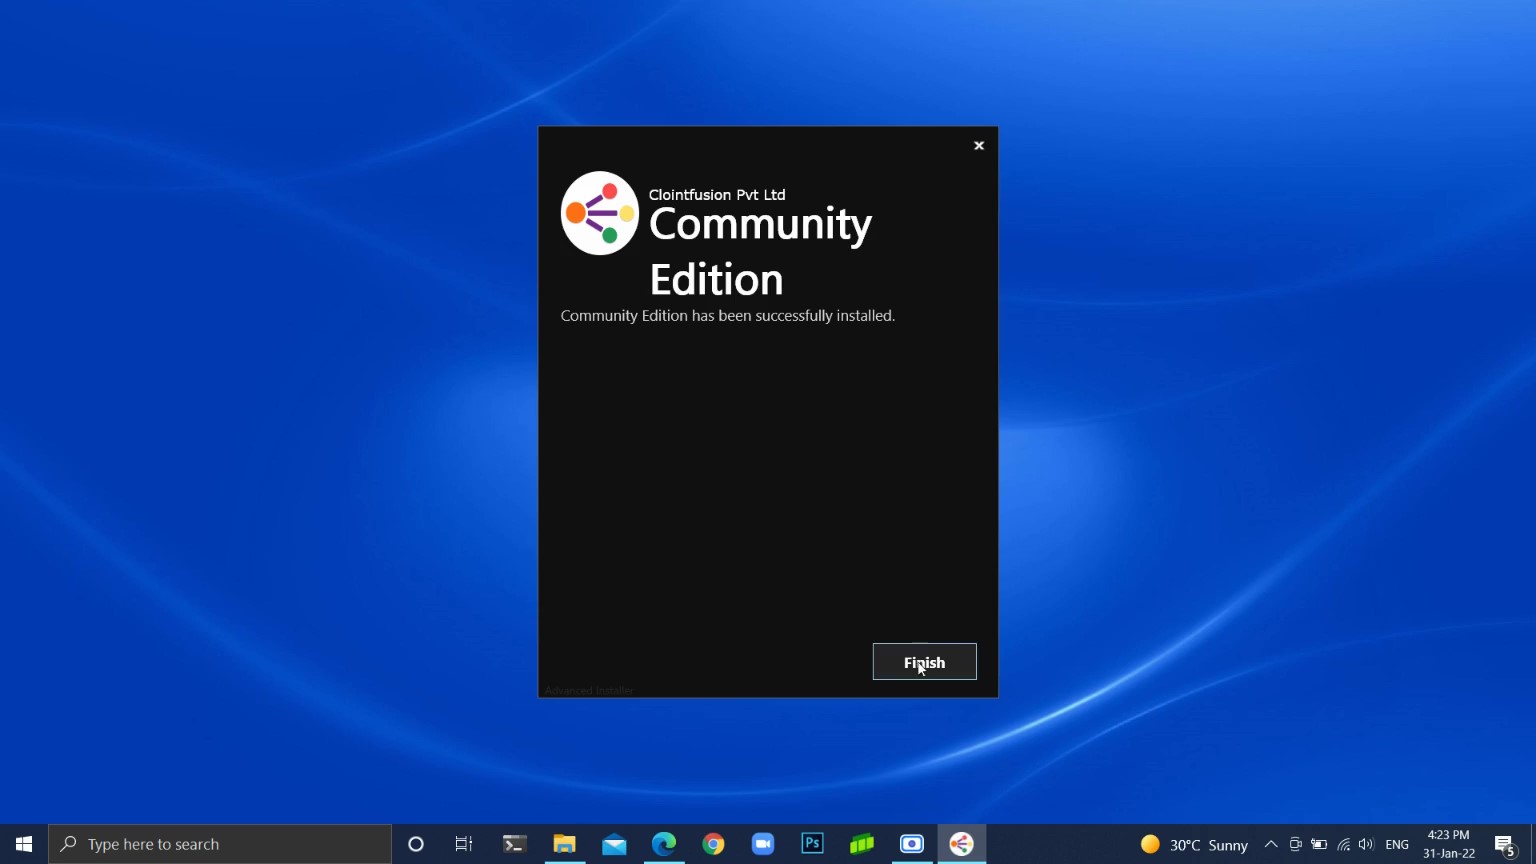 Clointfusion Pvt Ltd
Community
Edition
Community Edition has been successfully installed.
Finish
Advanced Installer
Type here to search
Ps
30°C Sunny
ENG
4:23 PM
31-Jan-22
5